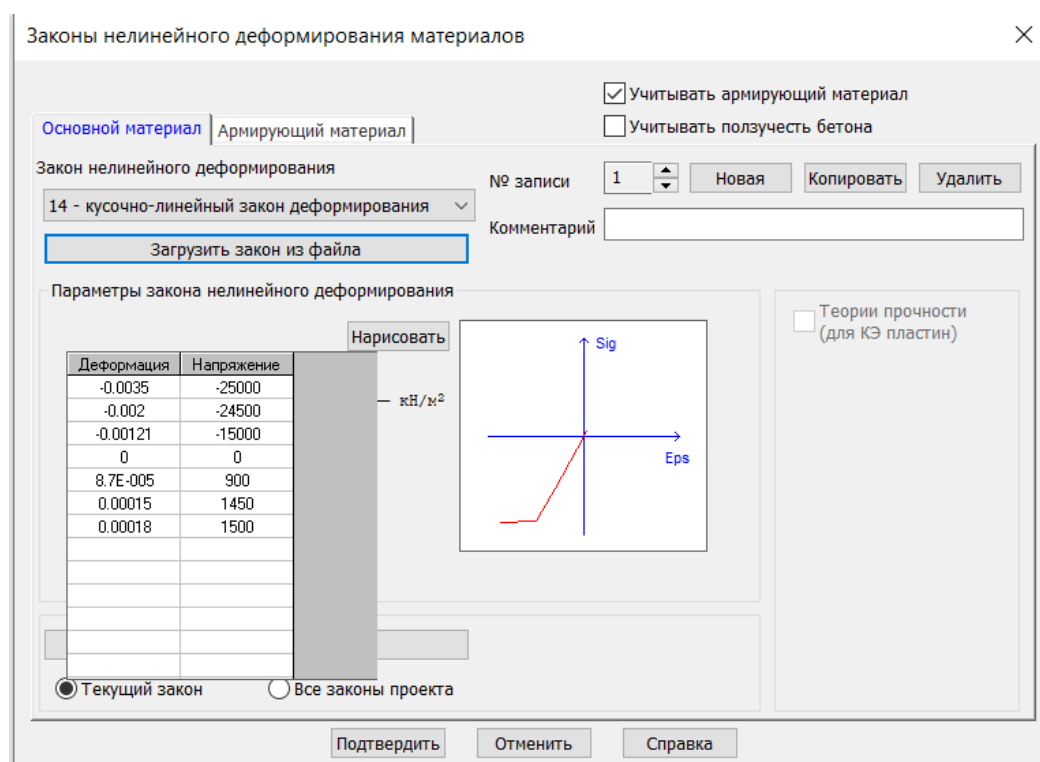 Законы нелинейного деформирования материалов
Учитывать армирующий материал
Учитывать ползучесть бетона
Основной материал
Армирующий материал
Закон нелинейного деформирования
14 - кусочно-линейный закон деформирования
Загрузить закон из файла
№ записи
1
Новая
Копировать
Удалить
Комментарий
Параметры закона нелинейного деформирования
Нарисовать
— кН/м²
Деформация Напряжение
-0.0035 -25000
-0.002 -24500
-0.00121 -15000
0 0
8.7E-005 900
0.00015 1450
0.00018 1500
Sig
Eps
Теории прочности
(для КЭ пластин)
Текущий закон
Все законы проекта
Подтвердить
Отменить
Справка